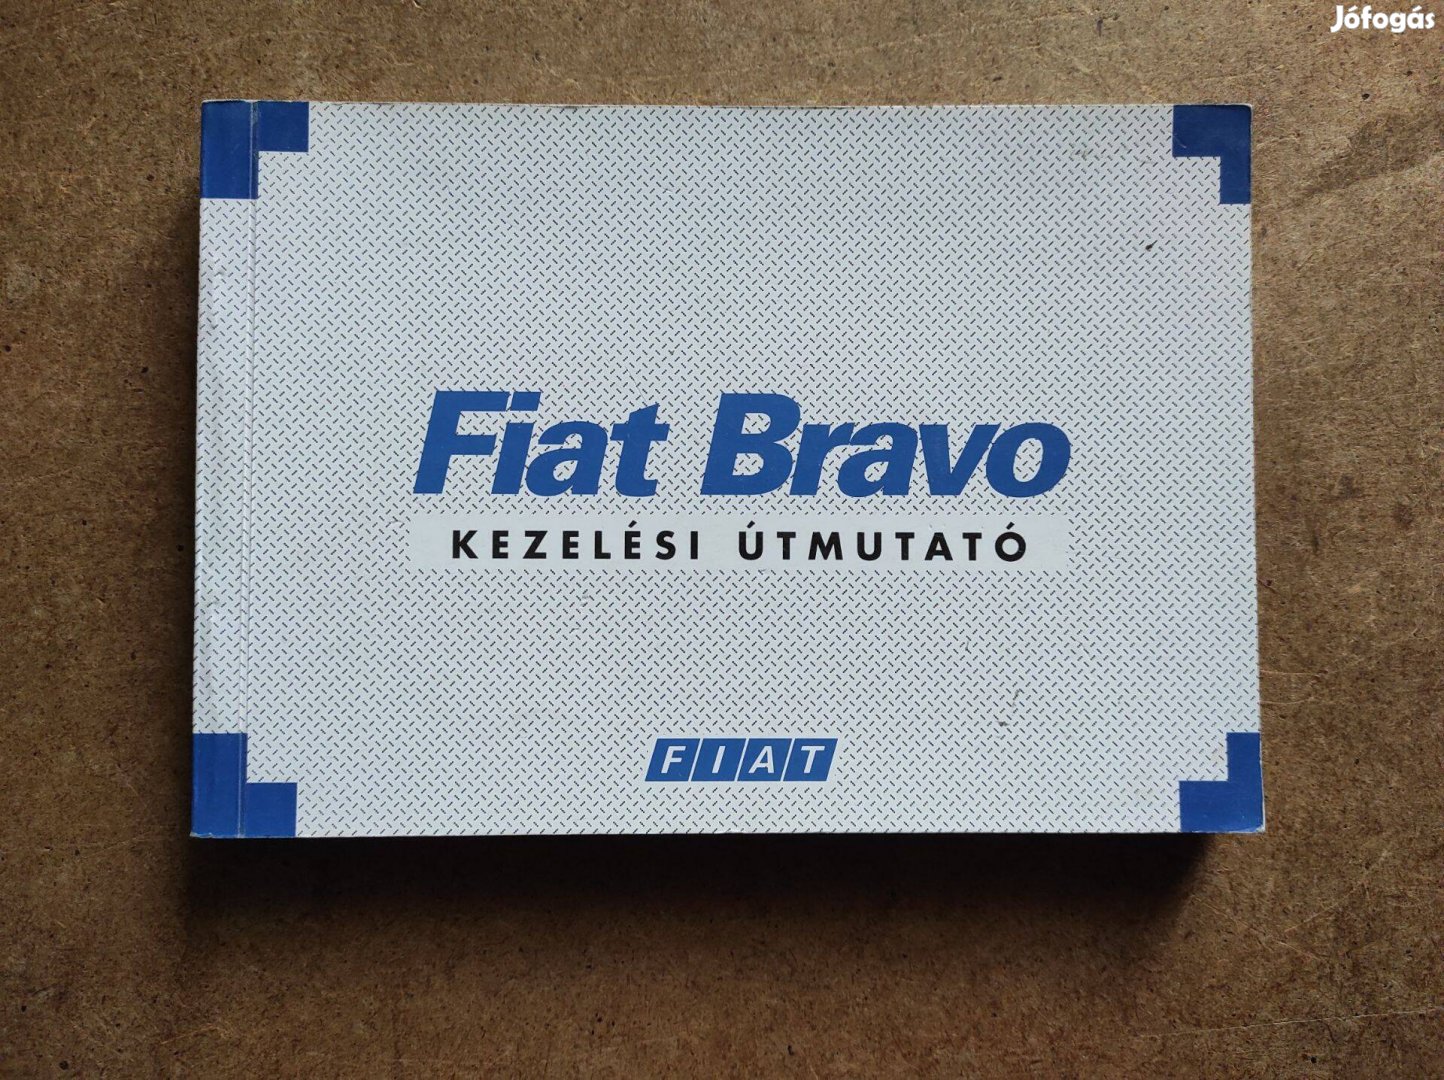 Jófogás
Fiat Bravo
KEZELÉSI ÚTMUTATÓ
FIAT